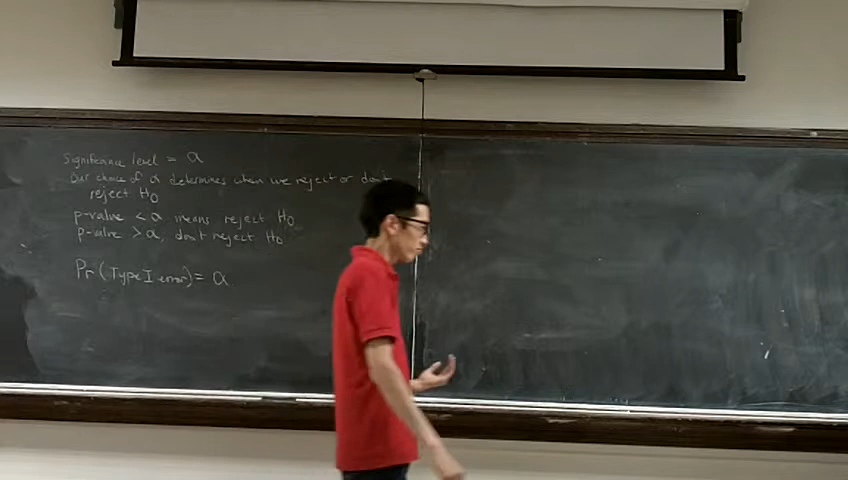 Significance level = α
Our choice of α determines when we reject or don't
reject H0
p-value < α means reject H0
p-value > α, don't reject H0
Pr(Type I error) = α